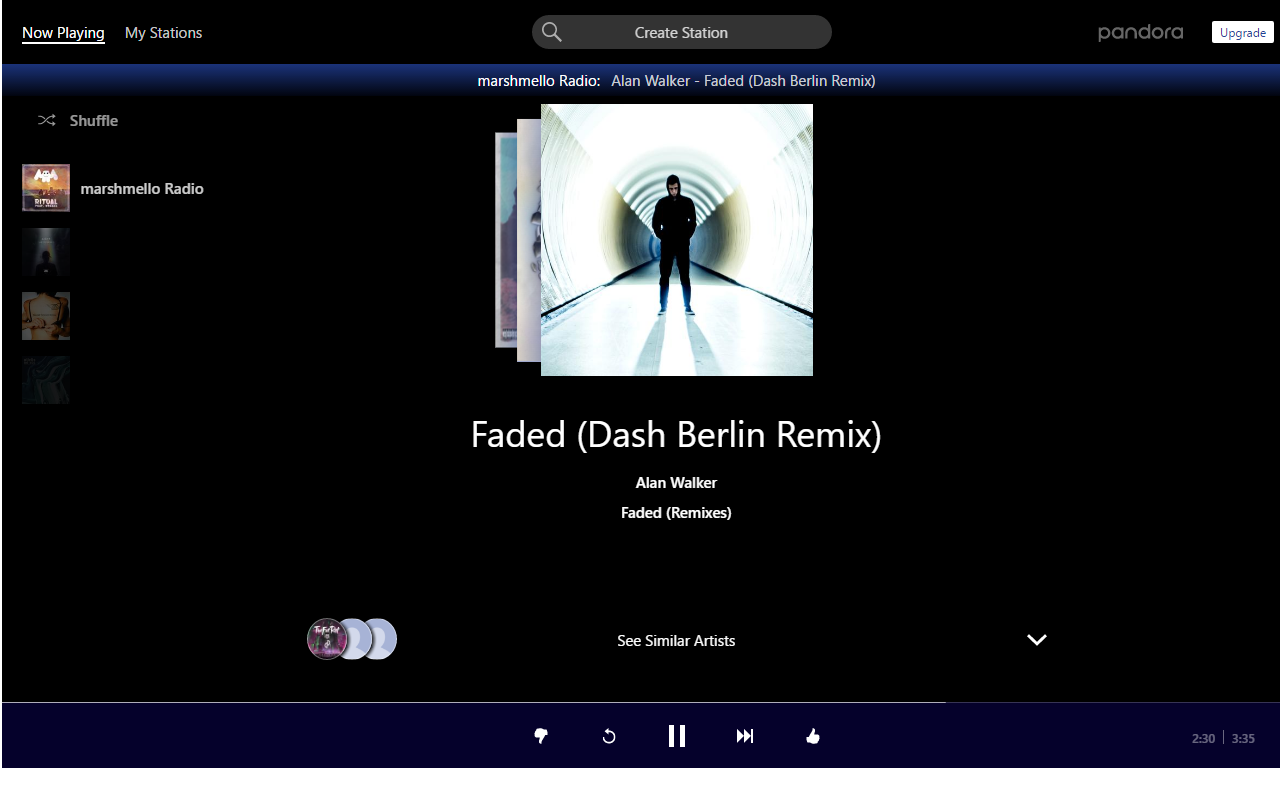 Now Playing
My Stations
Create Station
pandora
Upgrade
marshmello Radio: Alan Walker - Faded (Dash Berlin Remix)
Shuffle
RITUAL
marshmello Radio
Faded (Dash Berlin Remix)
Alan Walker
Faded (Remixes)
See Similar Artists
2:30 | 3:35